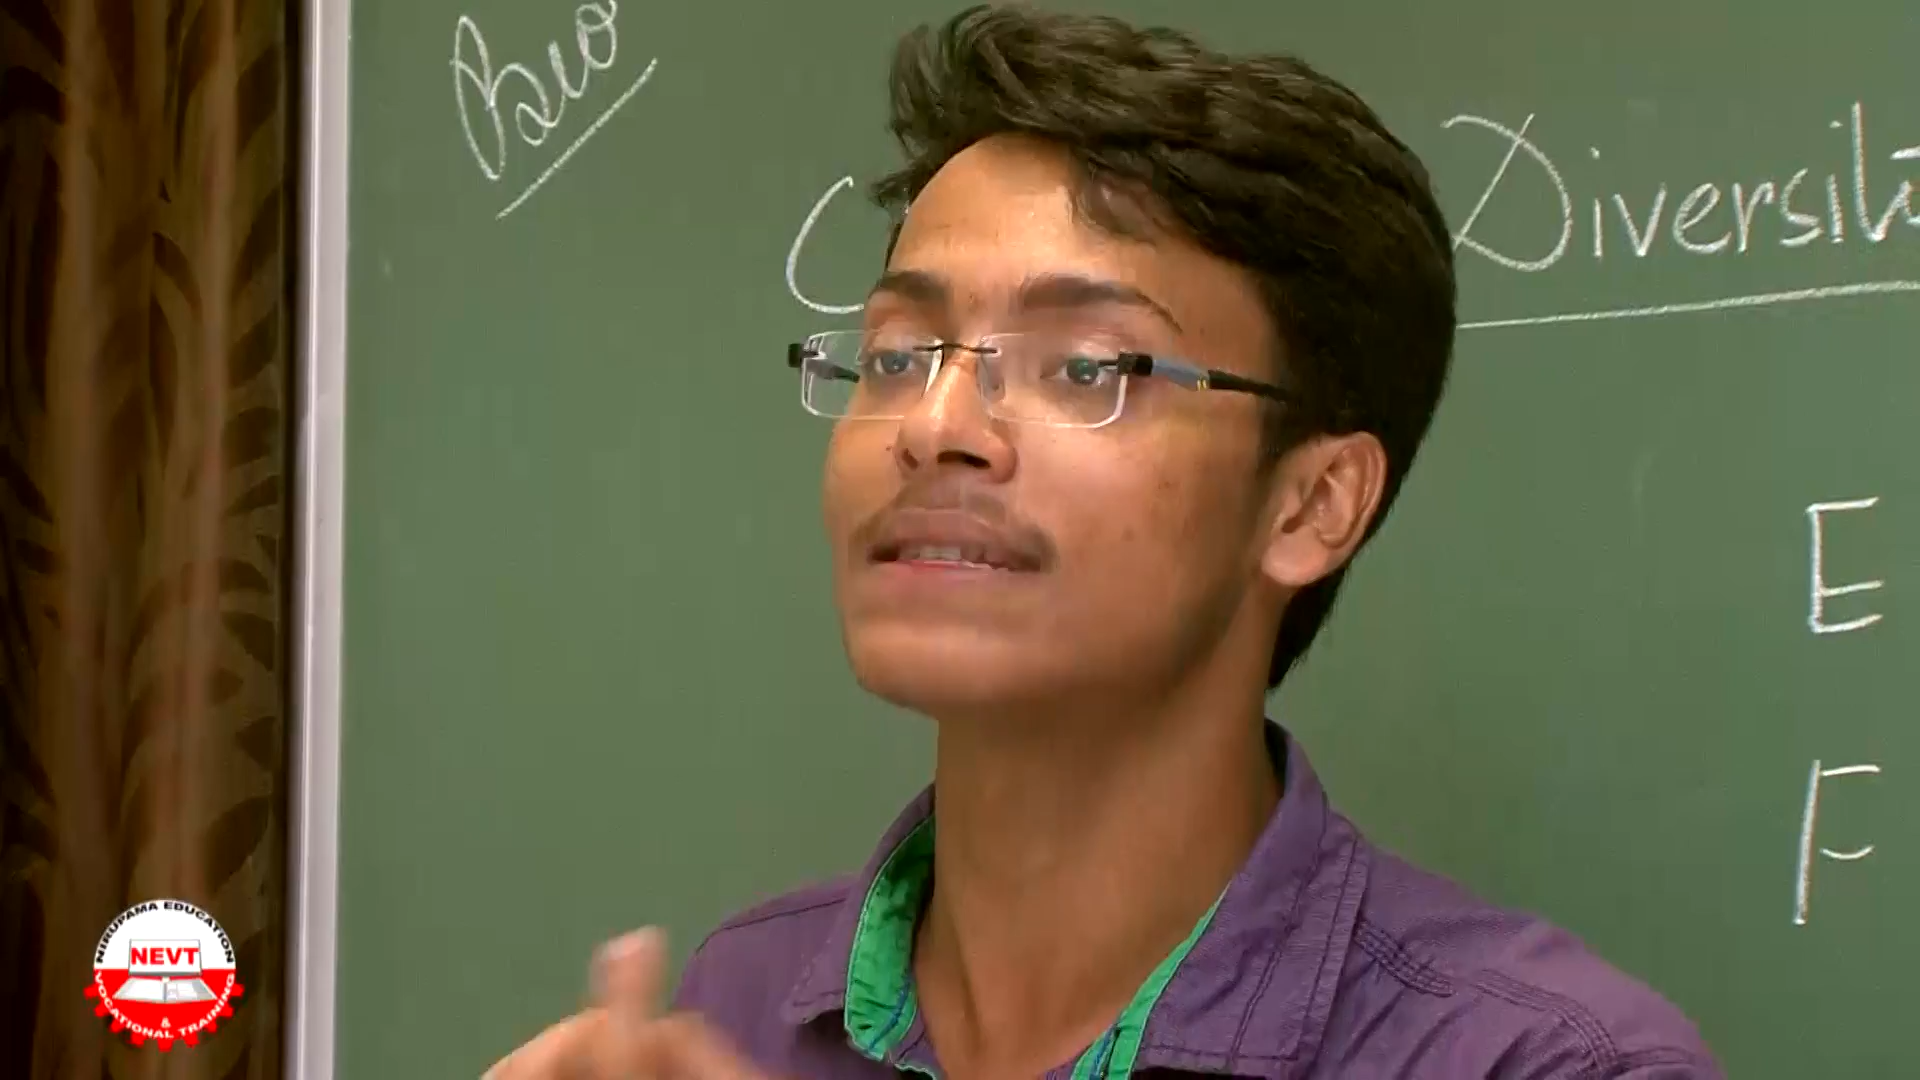 Bio
C Diversit
E
F
NIRUPAMA EDUCATION
NEVT
&
VOCATIONAL TRAINING